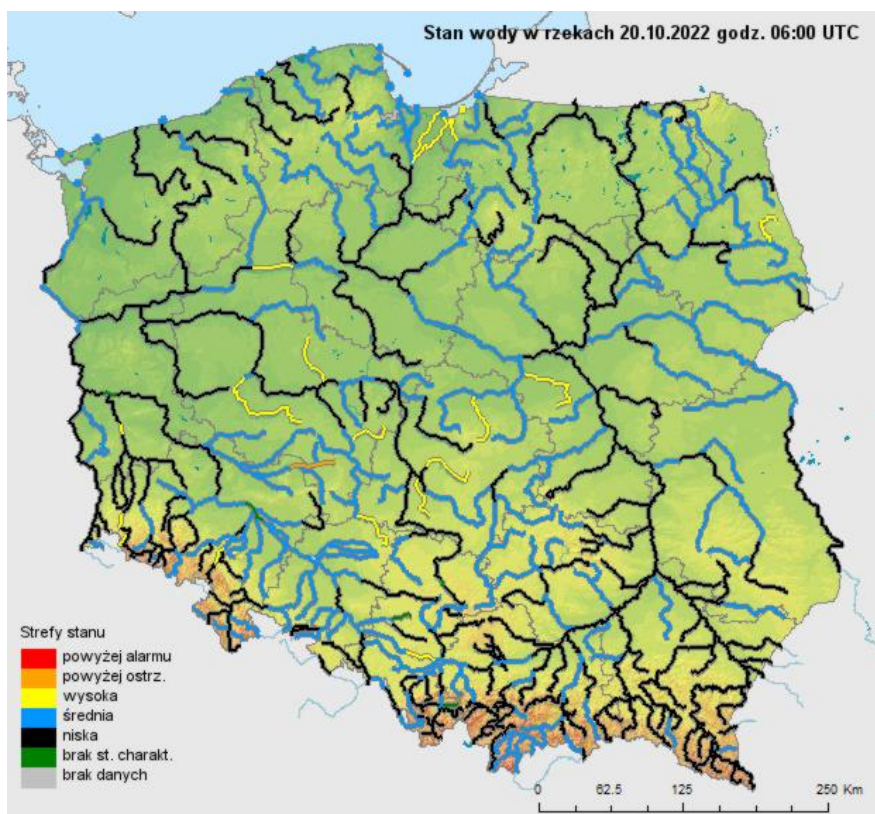 Stan wody w rzekach 20.10.2022 godz. 06:00 UTC
Strefy stanu
powyżej alarmu
powyżej ostrz.
wysoka
średnia
niska
brak st. charakt.
brak danych
0 62.5 125 250 Km